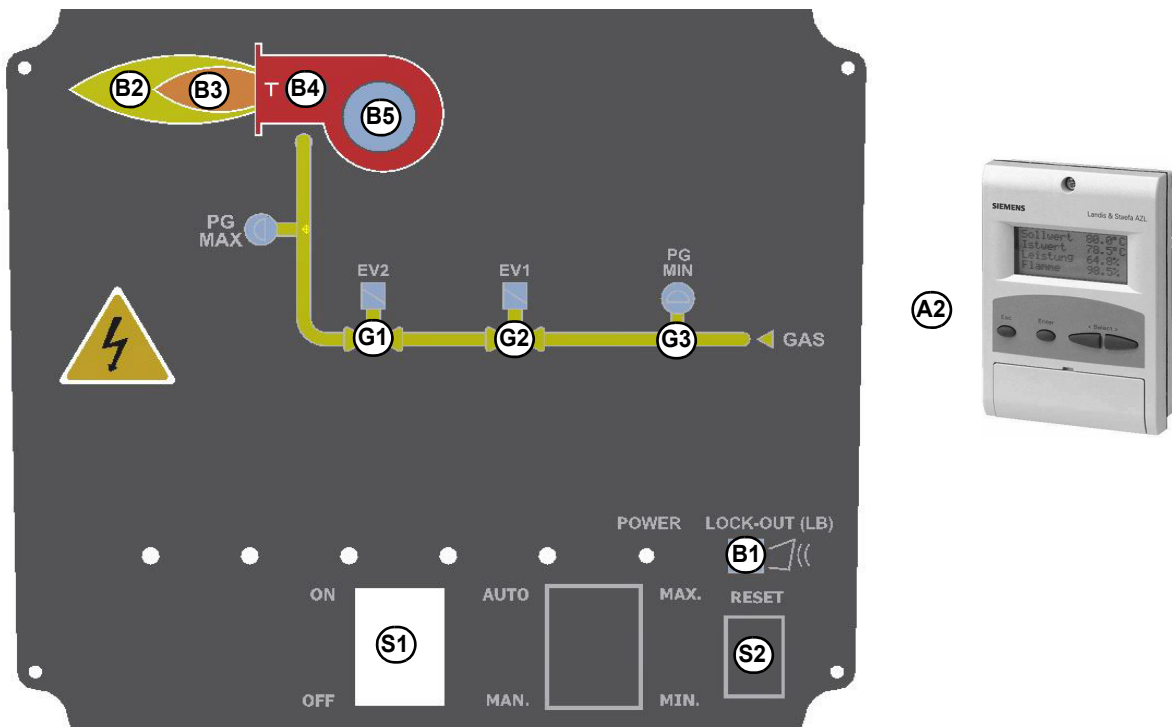 B2
B3
T
B4
B5
PG
MAX
EV2
EV1
PG
MIN
G1
G2
G3
GAS
A2
SIEMENS
Landis & Staefa AZL
Sollwert 80.0°C
Istwert 78.5°C
Leistung 64.8%
Flamme 98.5%
Esc
Enter
< Select >
POWER
LOCK-OUT (LB)
B1
ON
AUTO
MAX.
RESET
S1
S2
OFF
MAN.
MIN.